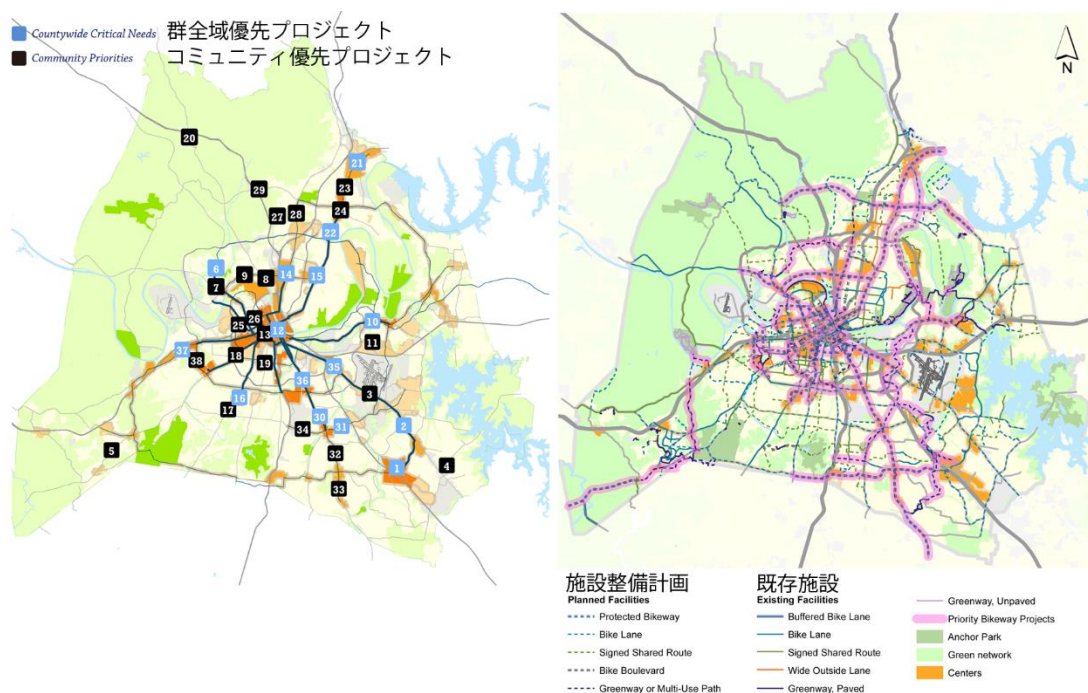 Countywide Critical Needs 群全域優先プロジェクト
Community Priorities コミュニティ優先プロジェクト
N
20
21
29
23
27
28
24
22
6
9
8
14
15
7
25
26
13
12
10
11
37
38
18
19
35
36
3
16
17
30
2
34
31
5
32
1
4
33
施設整備計画
Planned Facilities
Protected Bikeway
Bike Lane
Signed Shared Route
Bike Boulevard
Greenway or Multi-Use Path
既存施設
Existing Facilities
Buffered Bike Lane
Bike Lane
Signed Shared Route
Wide Outside Lane
Greenway, Paved
Greenway, Unpaved
Priority Bikeway Projects
Anchor Park
Green network
Centers